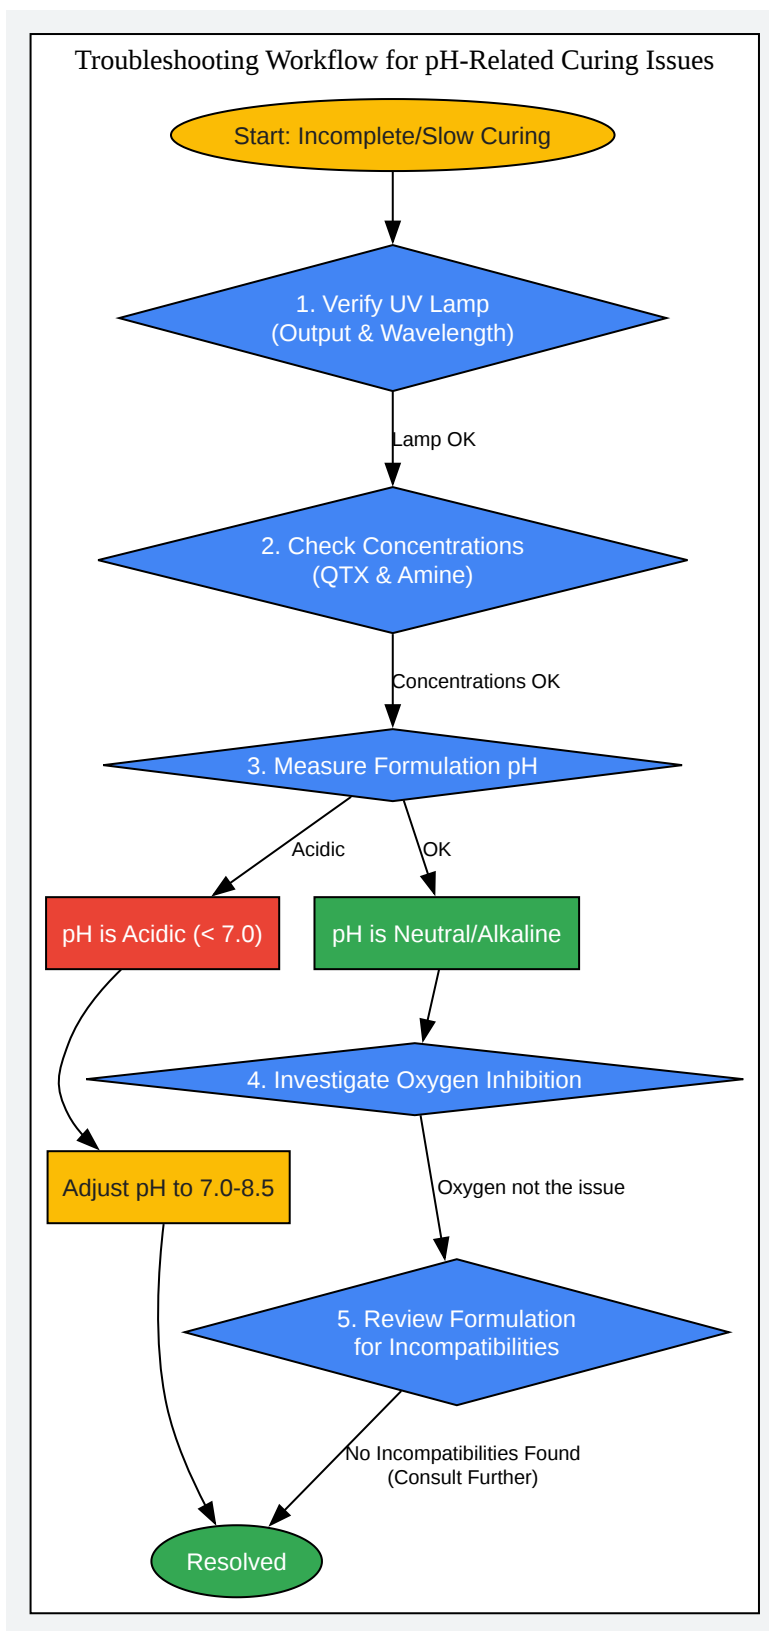 Troubleshooting Workflow for pH-Related Curing Issues
Start: Incomplete/Slow Curing
1. Verify UV Lamp
(Output & Wavelength)
Lamp OK
2. Check Concentrations
(QTX & Amine)
Concentrations OK
3. Measure Formulation pH
Acidic
OK
pH is Acidic (< 7.0)
pH is Neutral/Alkaline
4. Investigate Oxygen Inhibition
Adjust pH to 7.0-8.5
Oxygen not the issue
5. Review Formulation
for Incompatibilities
No Incompatibilities Found
(Consult Further)
Resolved